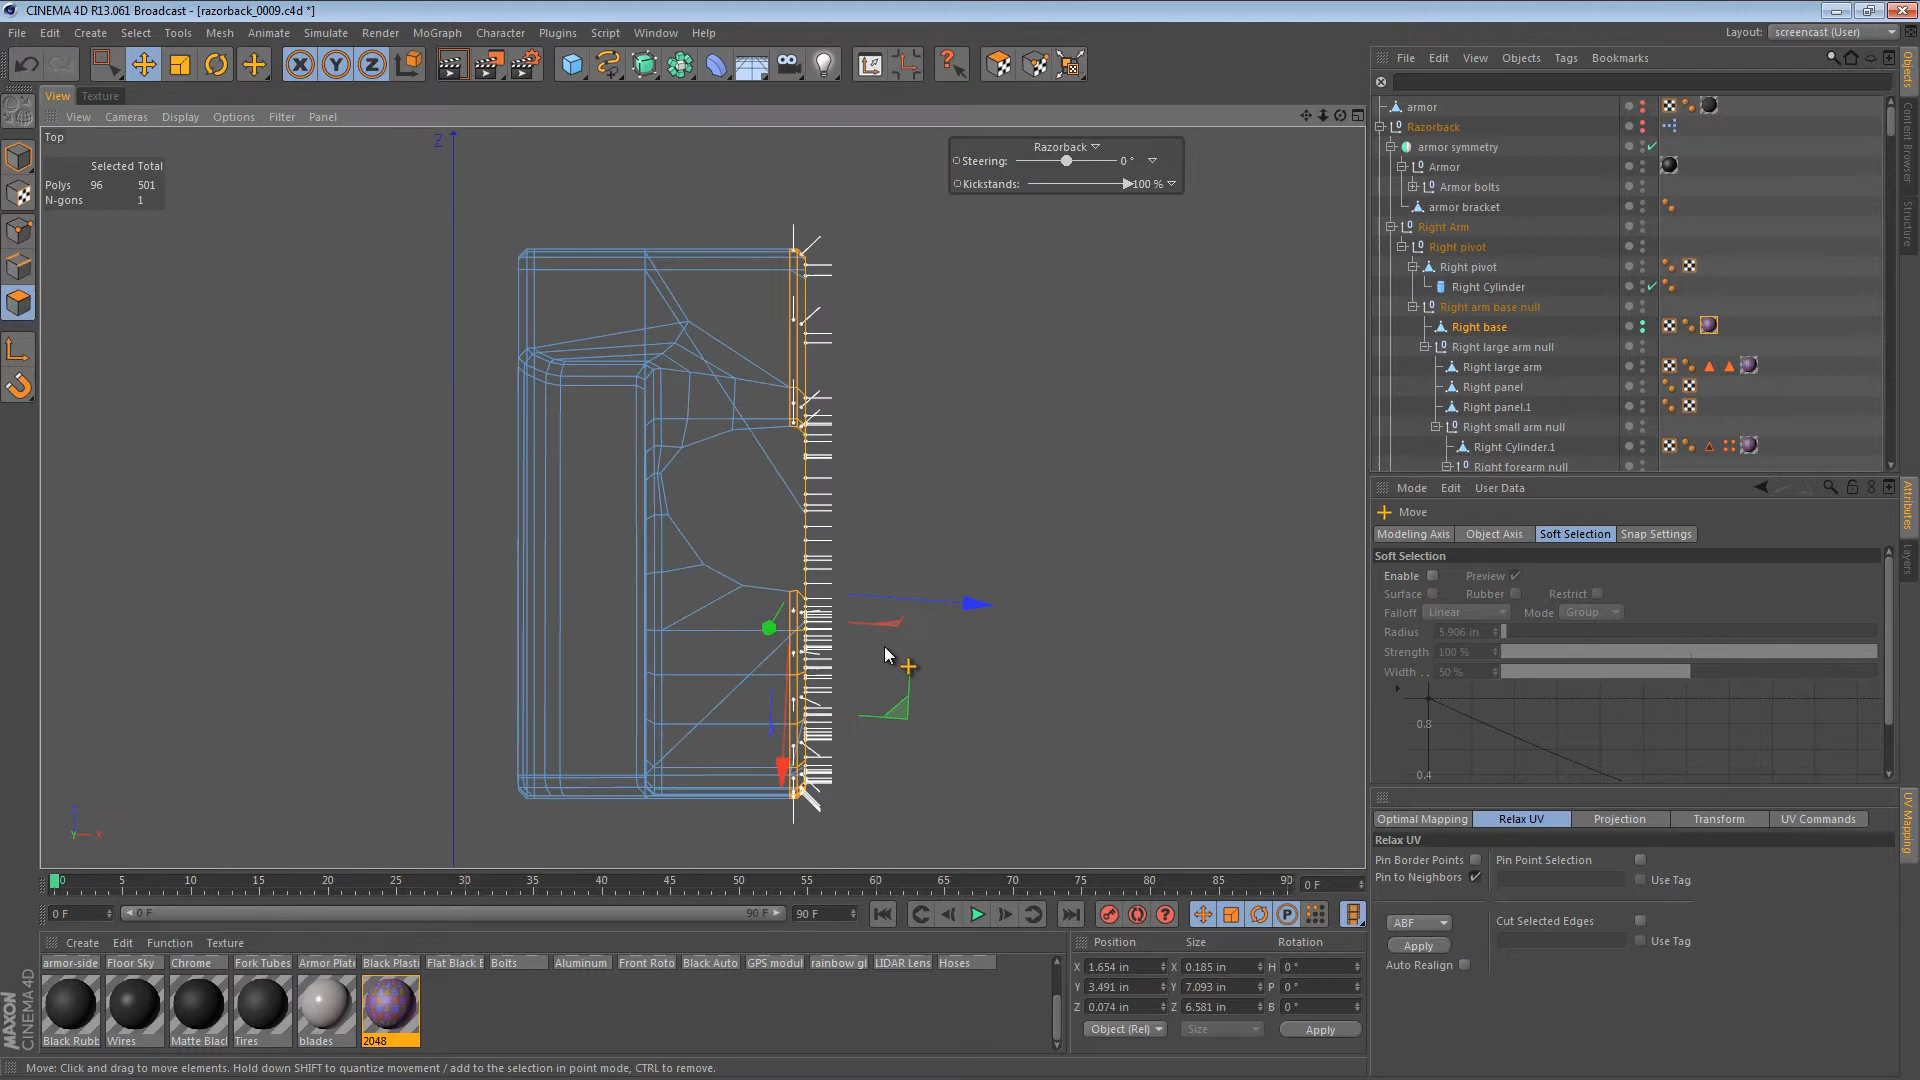 CINEMA 4D R13.061 Broadcast - [razorback_0009.c4d *]
File Edit Create Select Tools Mesh Animate Simulate Render MoGraph Character Plugins Script Window Help
Layout: screencast (User)
X Y Z
File Edit View Objects Tags Bookmarks
View Texture
View Cameras Display Options Filter Panel
Top
Z
Selected Total
Polys 96 501
N-gons 1
Razorback
Steering: 0 °
Kickstands: 100 %
Z
Y X
armor
Razorback
armor symmetry
Armor
Armor bolts
armor bracket
Right Arm
Right pivot
Right pivot
Right Cylinder
Right arm base null
Right base
Right large arm null
Right large arm
Right panel
Right panel.1
Right small arm null
Right Cylinder.1
Right forearm null
Objects
Content Browser
Structure
Mode Edit User Data
Move
Modeling Axis Object Axis Soft Selection Snap Settings
Soft Selection
Enable Preview
Surface Rubber Restrict
Falloff Linear Mode Group
Radius 5.906 in
Strength 100 %
Width . . 50 %
0.8
0.4
Attributes
Layers
Optimal Mapping Relax UV Projection Transform UV Commands
Relax UV
Pin Border Points Pin Point Selection
Pin to Neighbors Use Tag
ABF Cut Selected Edges
Apply Use Tag
Auto Realign
UV Mapping
0 5 10 15 20 25 30 35 40 45 50 55 60 65 70 75 80 85 90 0 F
0 F 0 F 90 F 90 F
P
Create Edit Function Texture
armor-side Floor Sky Chrome Fork Tubes Armor Plate Black Plasti Flat Black E Bolts Aluminum Front Roto Black Auto GPS modul rainbow gl LIDAR Lens Hoses
Black Rubb Wires Matte Blacl Tires blades 2048
Position Size Rotation
X 1.654 in X 0.185 in H 0 °
Y 3.491 in Y 7.093 in P 0 °
Z 0.074 in Z 6.581 in B 0 °
Object (Rel) Size Apply
MAXON CINEMA 4D
Move: Click and drag to move elements. Hold down SHIFT to quantize movement / add to the selection in point mode, CTRL to remove.